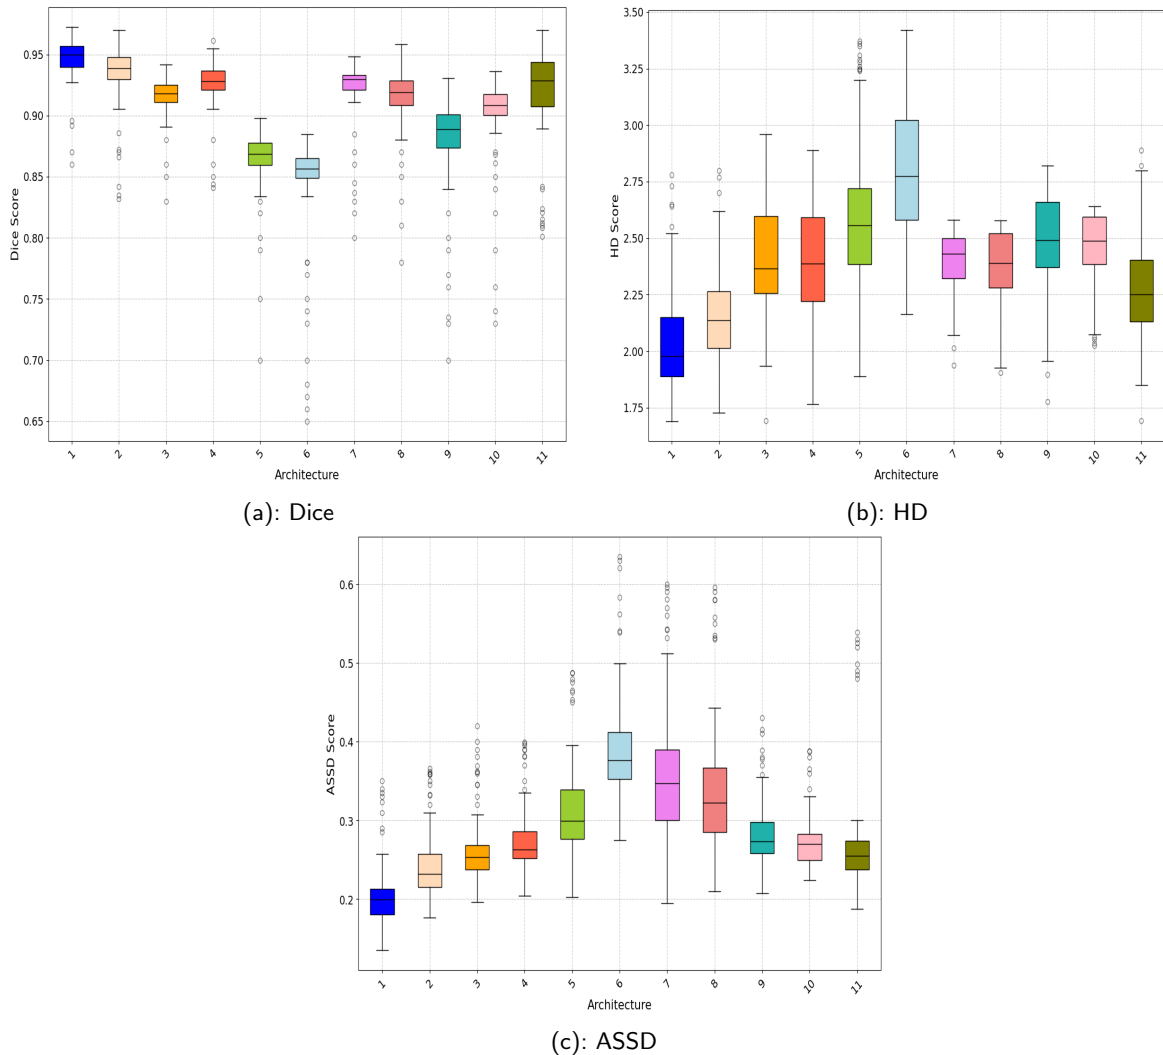 0.95
0.90
0.85
0.80
0.75
0.70
0.65
Dice Score
1 2 3 4 5 6 7 8 9 10 11
Architecture
(a): Dice
3.50
3.25
3.00
2.75
2.50
2.25
2.00
1.75
HD Score
1 2 3 4 5 6 7 8 9 10 11
Architecture
(b): HD
0.6
0.5
0.4
0.3
0.2
ASSD Score
1 2 3 4 5 6 7 8 9 10 11
Architecture
(c): ASSD